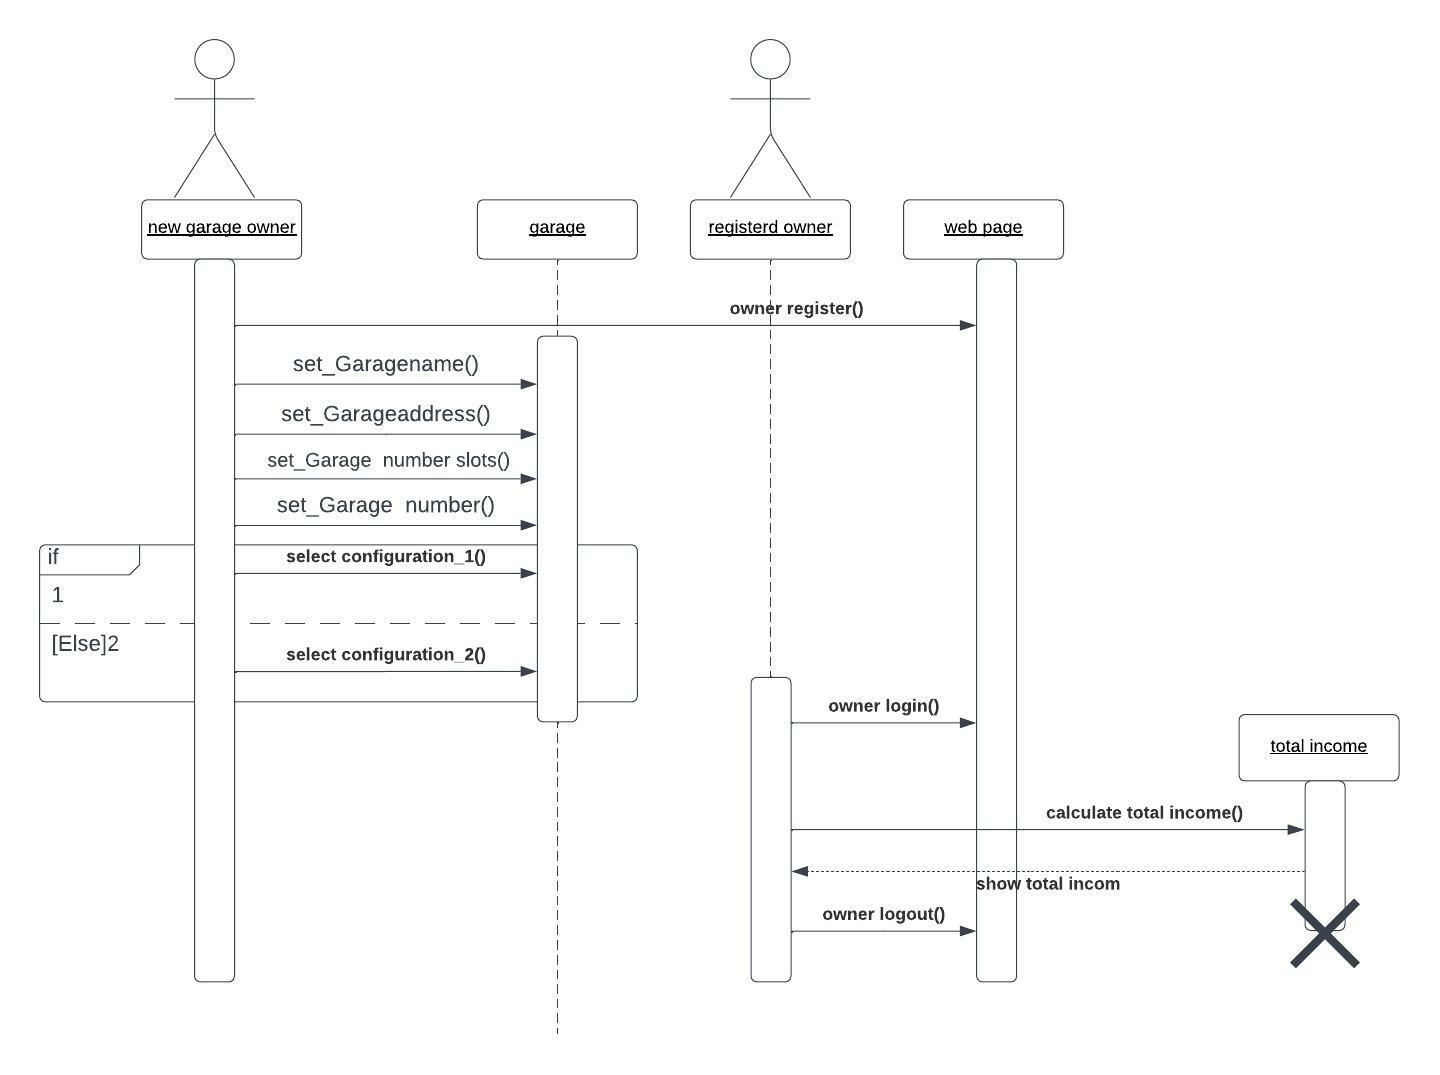 new garage owner
garage
registerd owner
web page
owner register()
set_Garagename()
set_Garageaddress()
set_Garage  number slots()
set_Garage  number()
if
select configuration_1()
1
[Else]2
select configuration_2()
owner login()
total income
calculate total income()
show total incom
owner logout()